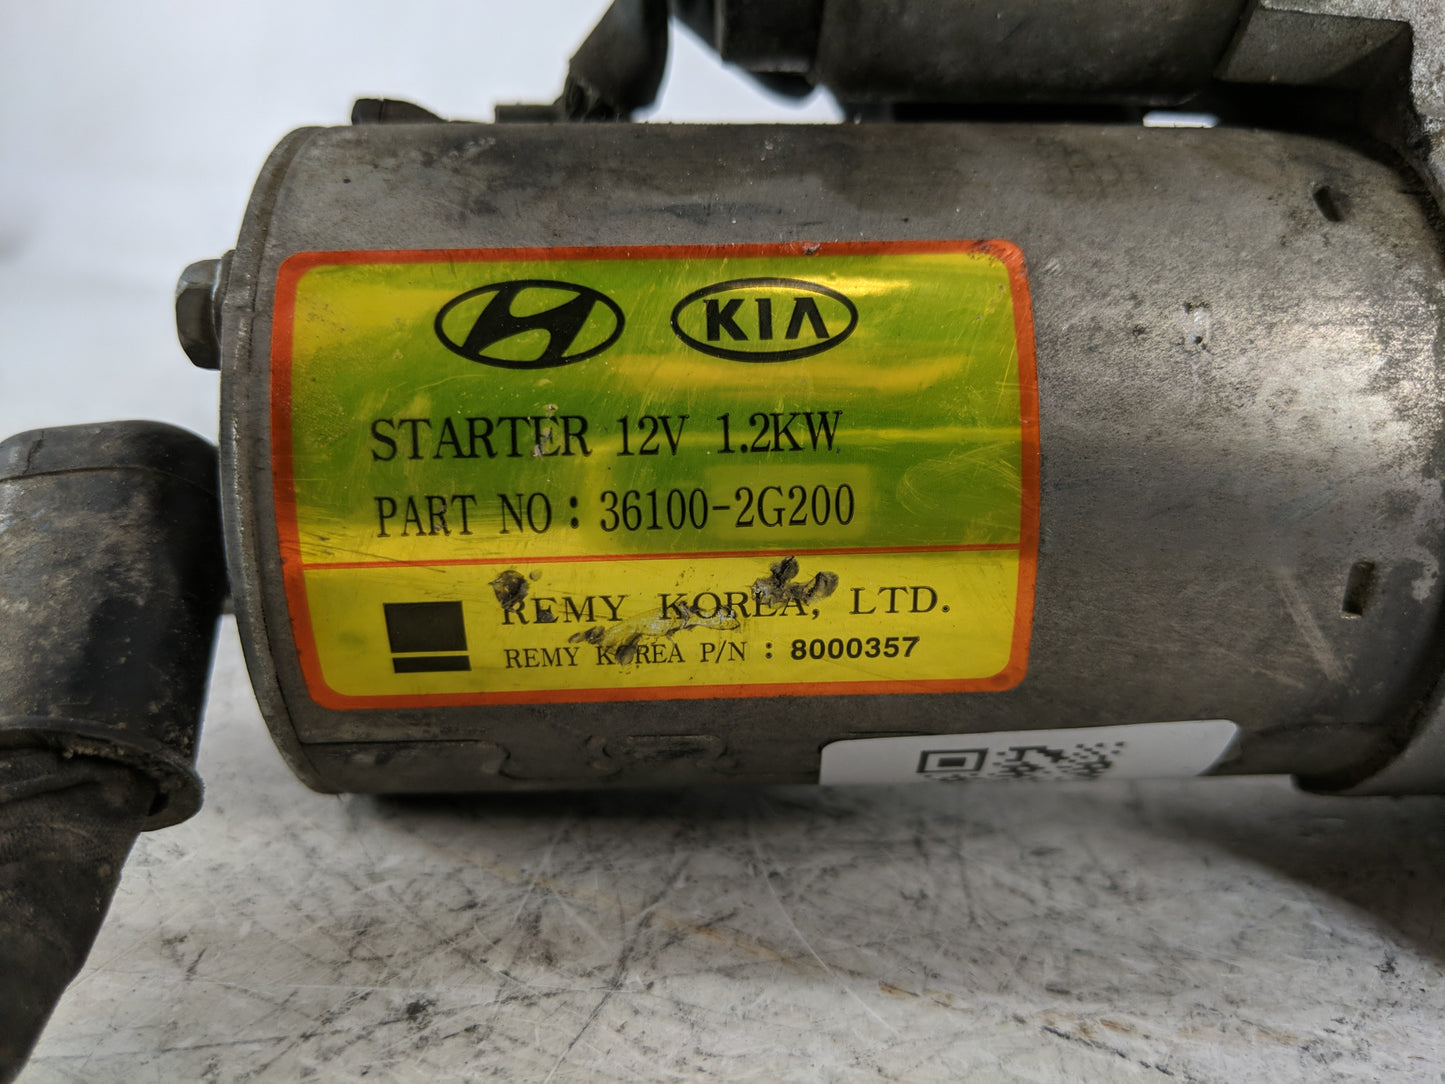 KIA
STARTER 12V 1.2KW
PART NO : 36100-2G200
REMY KOREA, LTD.
REMY KOREA P/N : 8000357